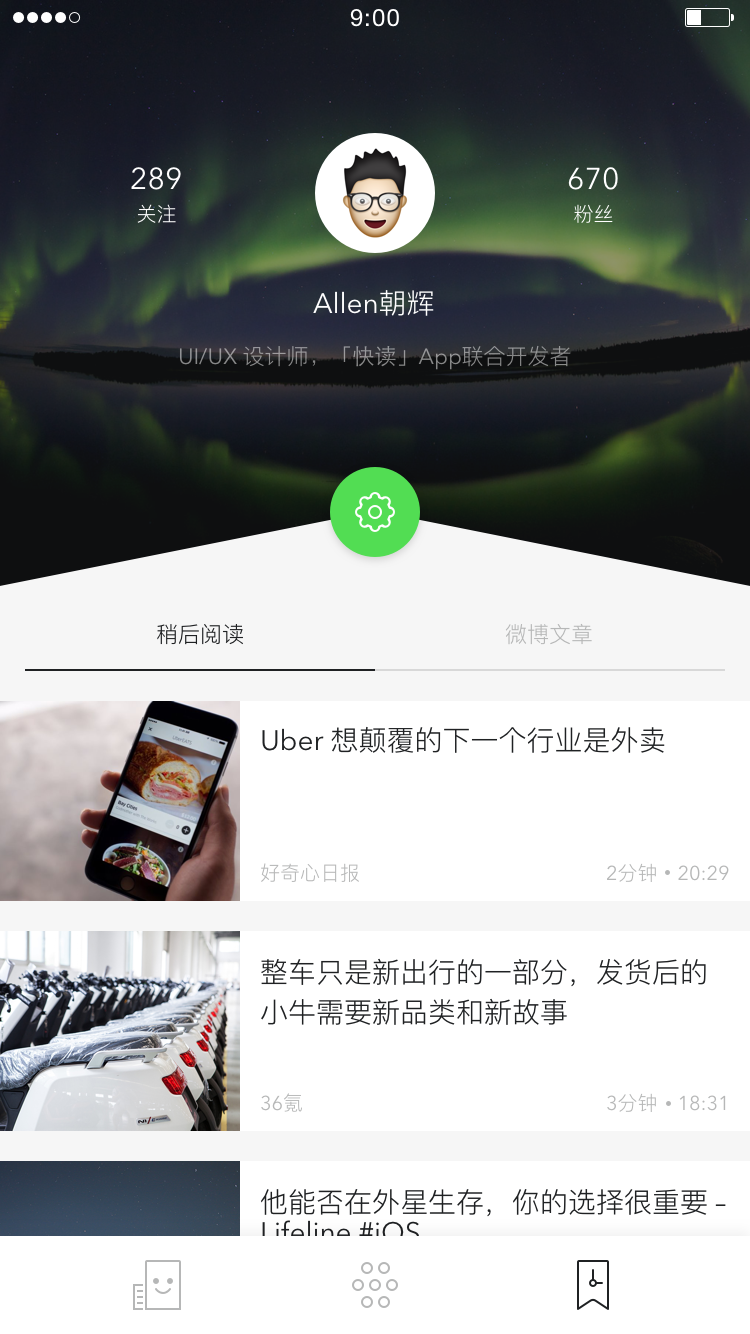 9:00
289
670
关注
粉丝
Allen朝辉
UI/UX 设计师，「快读」App联合开发者
稍后阅读
微博文章
Uber 想颠覆的下一个行业是外卖
好奇心日报
2分钟 • 20:29
整车只是新出行的一部分，发货后的
小牛需要新品类和新故事
36氪
3分钟 • 18:31
他能否在外星生存，你的选择很重要 –
Lifeline #iOS